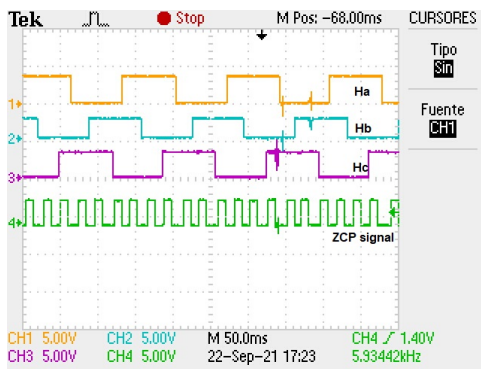 Tek Stop M Pos: -68.00ms CURSORES
Tipo
Sin
Fuente
CH1
1 Ha
2 Hb
3 Hc
4
ZCP signal
CH1 5.00V CH2 5.00V M 50.0ms CH4 / 1.40V
CH3 5.00V CH4 5.00V 22-Sep-21 17:23 5.93442kHz